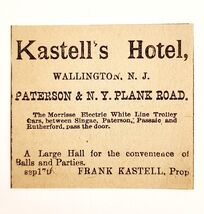 Kastell's Hotel,
WALLINGTON, N. J.
PATERSON & N. Y. PLANK ROAD.
The Morrisse Electric White Line Trolley
Cars, between Singac, Paterson, Passaic and
Rutherford, pass the door.
A Large Hall for the convenience of
Balls and Parties.
sep17tf FRANK KASTELL, Prop